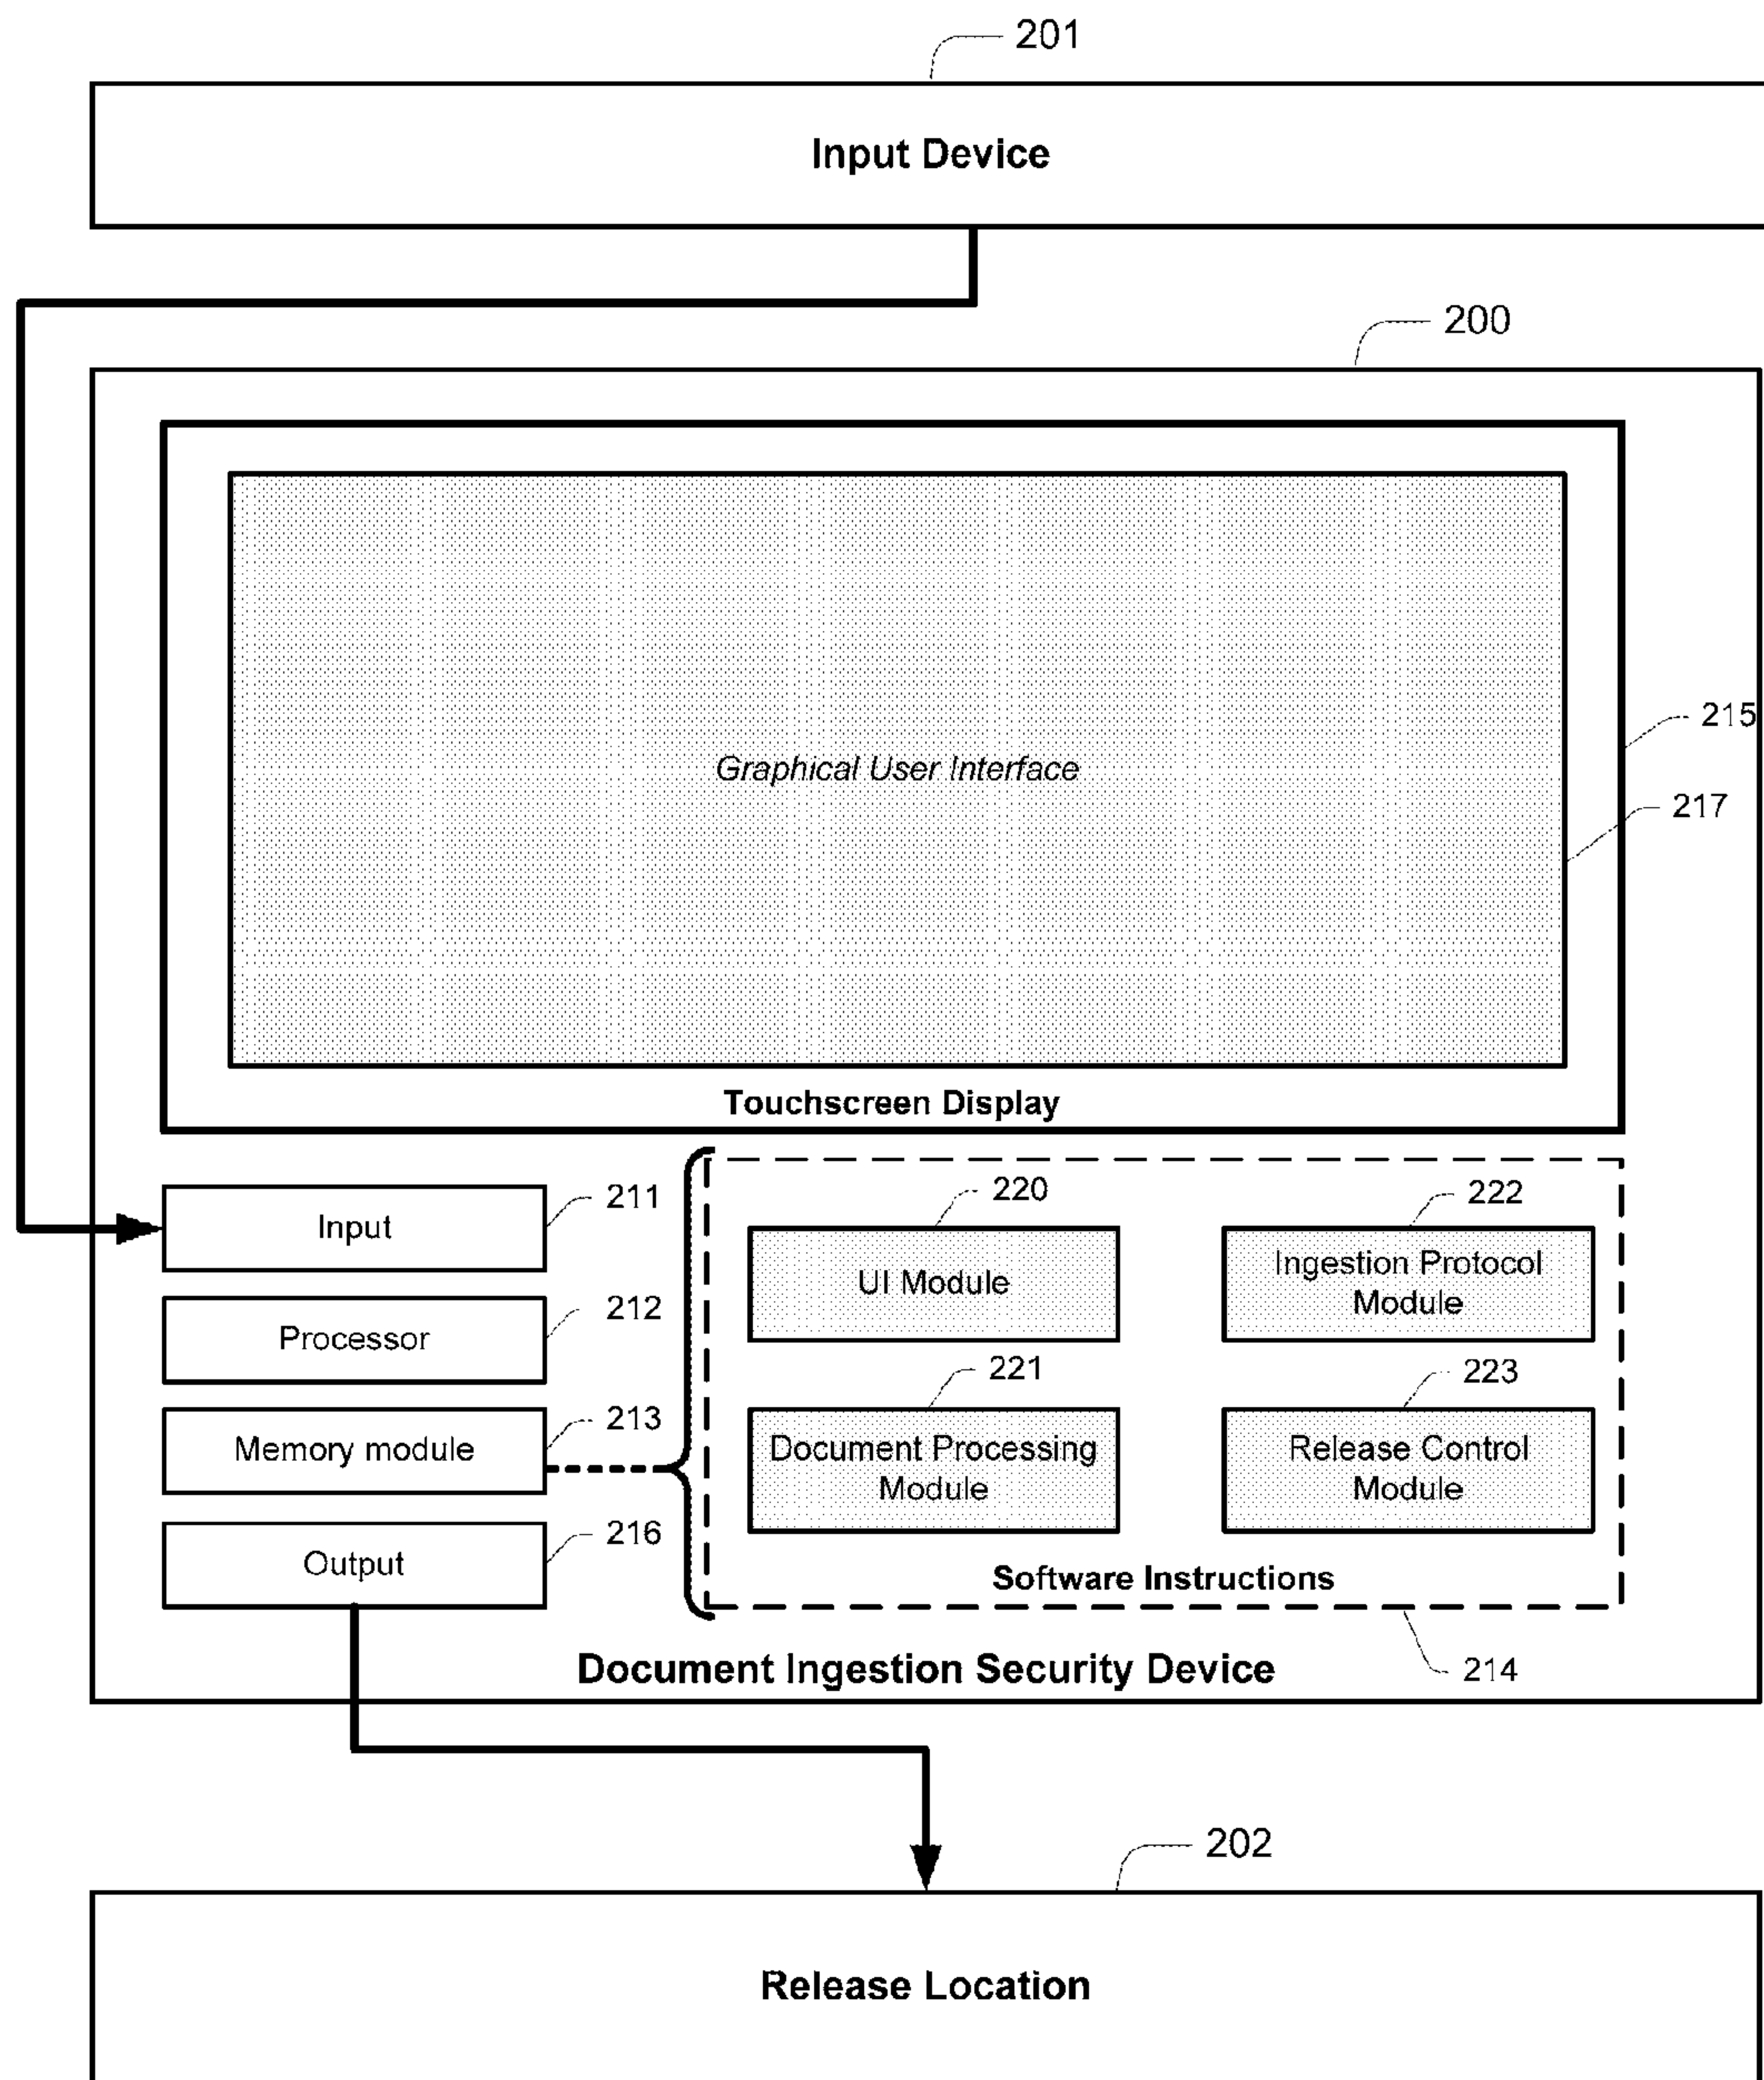 201
Input Device
200
215
Graphical User Interface
217
Touchscreen Display
211
Input
220
UI Module
222
Ingestion Protocol
Module
212
Processor
221
Document Processing
Module
223
Release Control
Module
213
Memory module
216
Output
Software Instructions
214
Document Ingestion Security Device
202
Release Location